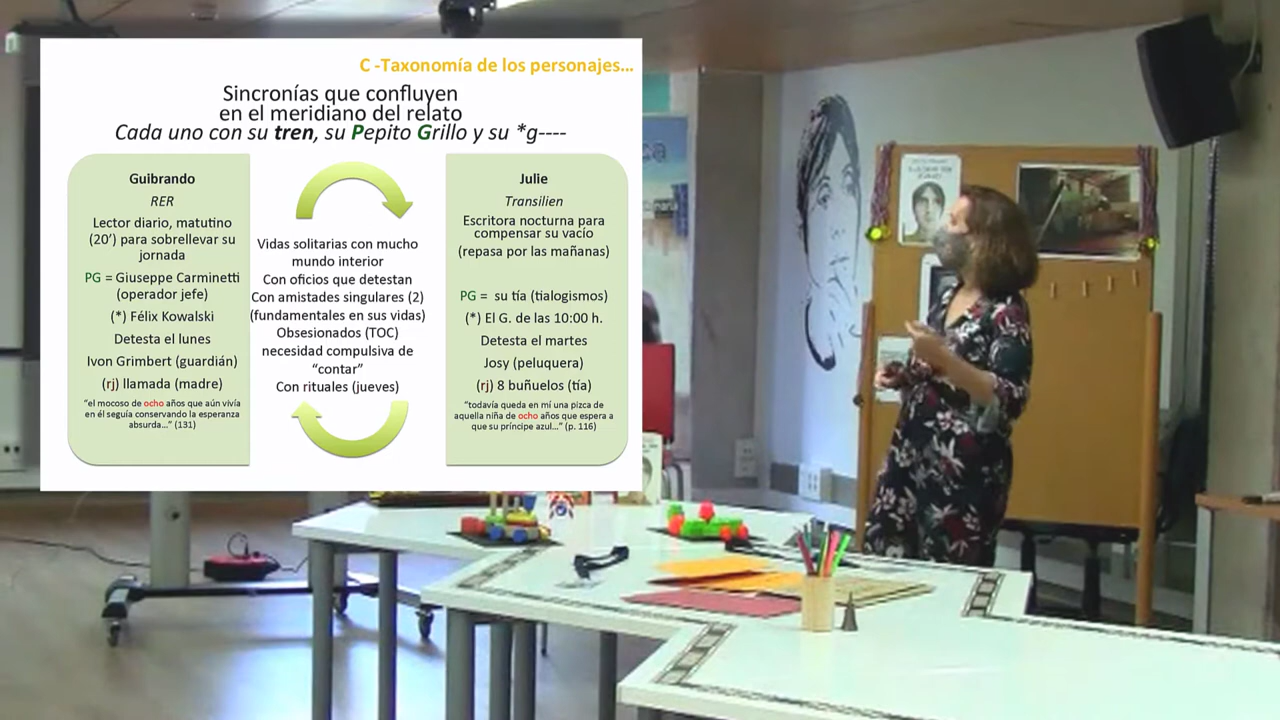 C -Taxonomía de los personajes…
Sincronías que confluyen
en el meridiano del relato
Cada uno con su tren, su Pepito Grillo y su *g----
Guibrando
RER
Lector diario, matutino
(20’) para sobrellevar su
jornada
PG = Giuseppe Carminetti
(operador jefe)
(*) Félix Kowalski
Detesta el lunes
Ivon Grimbert (guardián)
(rj) llamada (madre)
“el mocoso de ocho años que aún vivía
en él seguía conservando la esperanza
absurda…” (131)
Vidas solitarias con mucho
mundo interior
Con oficios que detestan
Con amistades singulares (2)
(fundamentales en sus vidas)
Obsesionados (TOC)
necesidad compulsiva de
“contar”
Con rituales (jueves)
Julie
Transilien
Escritora nocturna para
compensar su vacío
(repasa por las mañanas)
PG = su tía (tialogismos)
(*) El G. de las 10:00 h.
Detesta el martes
Josy (peluquera)
(rj) 8 buñuelos (tía)
“todavía queda en mí una pizca de
aquella niña de ocho años que espera a
que su príncipe azul…” (p. 116)